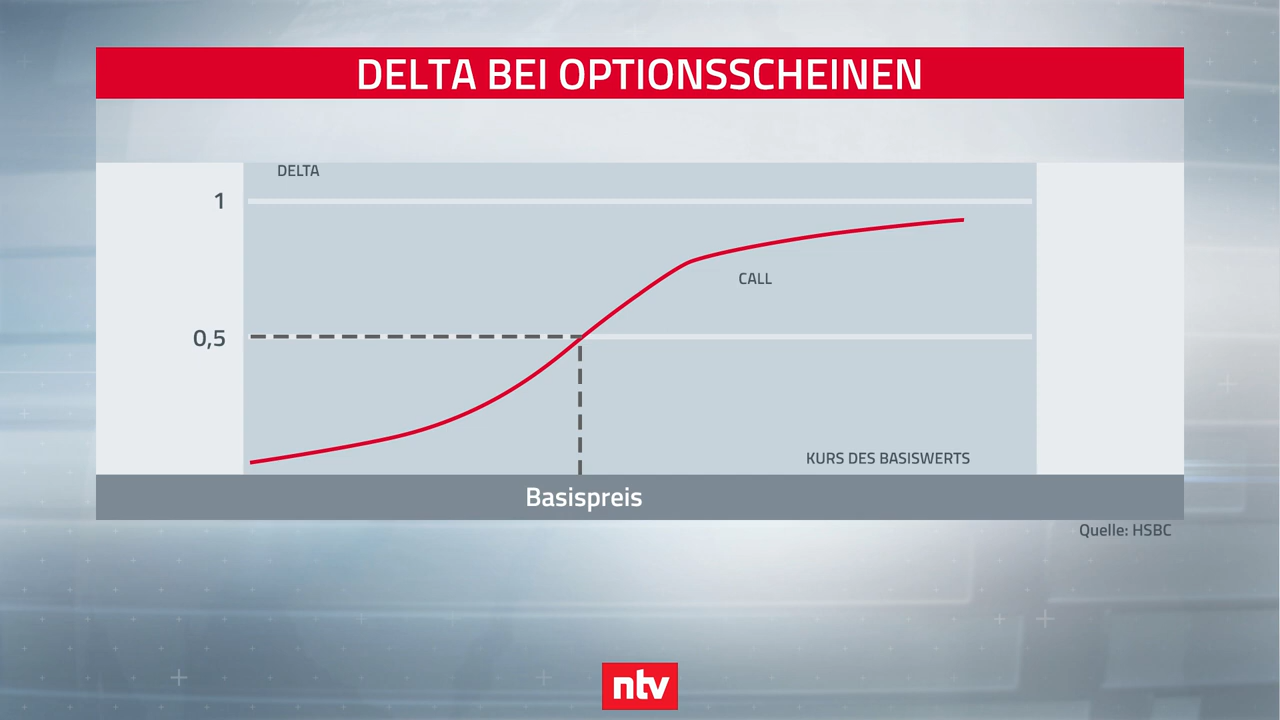 DELTA BEI OPTIONSSCHEINEN
DELTA
1
CALL
0,5
KURS DES BASISWERTS
Basispreis
Quelle: HSBC
ntv